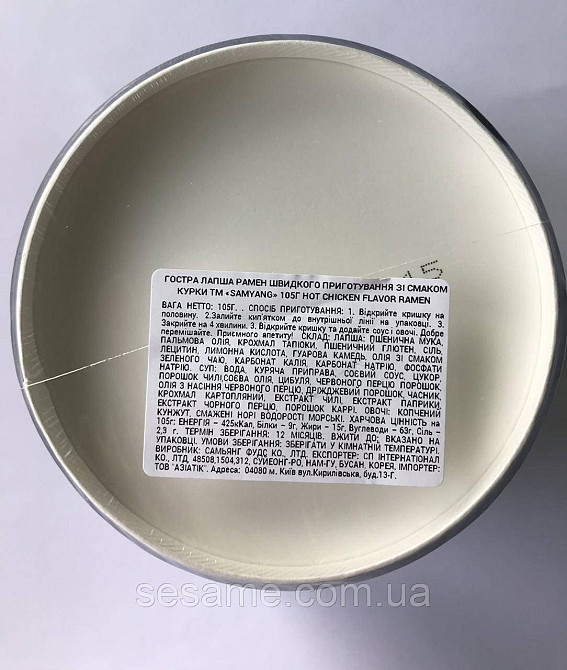 5
ГОСТРА ЛАПША РАМЕН ШВИДКОГО ПРИГОТУВАННЯ ЗІ СМАКОМ
КУРКИ ТМ «SAMYANG» 105Г HOT CHICKEN FLAVOR RAMEN
ВАГА НЕТТО: 105Г. . СПОСІБ ПРИГОТУВАННЯ: 1. Відкрийте кришку на
половину. 2.Залийте кип'ятком до внутрішньої лінії на упаковці. 3.
Закрийте на 4 хвилини. 3. Відкрийте кришку та додайте соус і овочі. Добре
перемішайте. Приємного апетиту! СКЛАД: ЛАПША: ПШЕНИЧНА МУКА,
ПАЛЬМОВА ОЛІЯ, КРОХМАЛ ТАПІОКИ, ПШЕНИЧНИЙ ГЛЮТЕН, СІЛЬ,
ЛЕЦИТИН, ЛИМОННА КИСЛОТА, ГУАРОВА КАМЕДЬ, ОЛІЯ ЗІ СМАКОМ
ЗЕЛЕНОГО ЧАЮ, КАРБОНАТ КАЛІЯ, КАРБОНАТ НАТРІЮ, ФОСФАТИ
НАТРІЮ. СУП: ВОДА, КУРЯЧА ПРИПРАВА, СОЄВИЙ СОУС, ЦУКОР,
ПОРОШОК ЧИЛІ,СОЄВА ОЛІЯ, ЦИБУЛЯ, ЧЕРВОНОГО ПЕРЦЮ ПОРОШОК,
ОЛІЯ З НАСІННЯ ЧЕРВОНОГО ПЕРЦЮ, ДРІЖДЖЕВИЙ ПОРОШОК, ЧАСНИК,
КРОХМАЛ КАРТОПЛЯНИЙ, ЕКСТРАКТ ЧИЛІ, ЕКСТРАКТ ПАПРИКИ,
ЕКСТРАКТ ЧОРНОГО ПЕРЦЮ, ПОРОШОК КАРРІ. ОВОЧІ: КОПЧЕНИЙ
КУНЖУТ, СМАЖЕНІ НОРІ ВОДОРОСТІ МОРСЬКІ. ХАРЧОВА ЦІННІСТЬ на
105г: ЕНЕРГІЯ – 425кКал, Білки – 9г, Жири – 15г, Вуглеводи – 63г, Сіль –
2,3 г. ТЕРМІН ЗБЕРІГАННЯ: 12 МІСЯЦІВ. ВЖИТИ ДО: ВКАЗАНО НА
УПАКОВЦІ. УМОВИ ЗБЕРІГАННЯ: ЗБЕРІГАТИ У КІМНАТНІЙ ТЕМПЕРАТУРІ.
ВИРОБНИК: САМЬЯНГ ФУДС КО., ЛТД. ЕКСПОРТЕР: СП ІНТЕРНАЦІОНАЛ
КО., ЛТД, 48508,1504,312, СУЙЕОНГ-РО, НАМ-ГУ, БУСАН, КОРЕЯ. ІМПОРТЕР:
ТОВ "АЗІАТІК". Адреса: 04080 м. Київ вул.Кирилівська, буд.13-Г.
sesame.com.ua